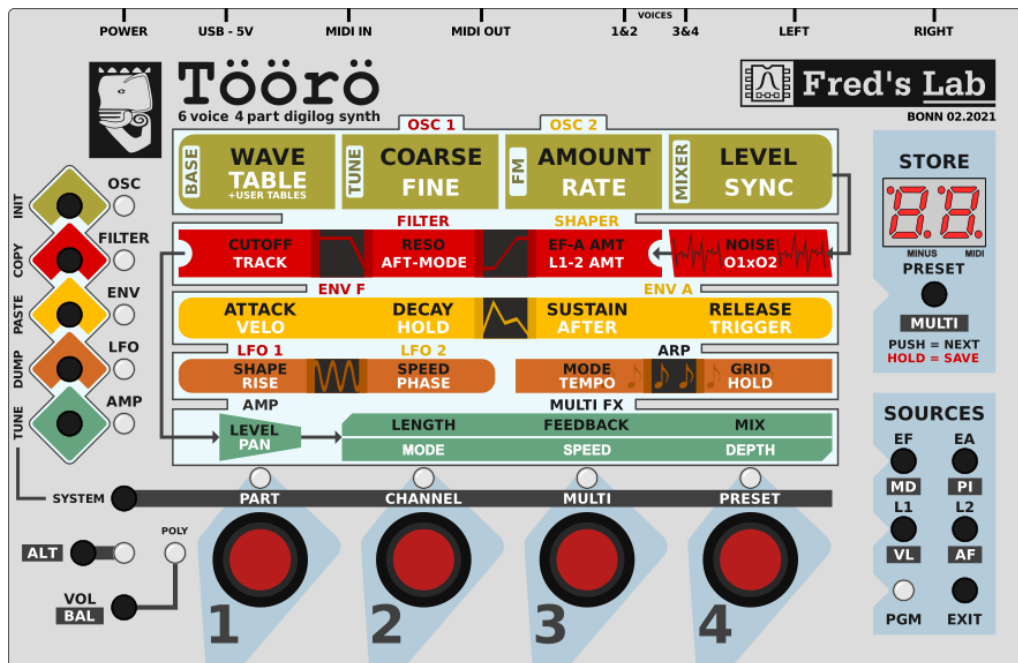 VOICES
POWER USB - 5V MIDI IN MIDI OUT 1&2 3&4 LEFT RIGHT
Tööro
6 voice 4 part digilog synth
Fred's Lab
BONN 02.2021
OSC 1 OSC 2
BASE WAVE TUNE COARSE FM AMOUNT MIXER LEVEL
TABLE FINE RATE SYNC
+USER TABLES
FILTER SHAPER
CUTOFF RESO EF-A AMT NOISE
TRACK AFT-MODE L1-2 AMT O1xO2
ENV F ENV A
ATTACK DECAY SUSTAIN RELEASE
VELO HOLD AFTER TRIGGER
LFO 1 LFO 2 ARP
SHAPE SPEED MODE GRID
RISE PHASE TEMPO HOLD
AMP MULTI FX
LEVEL LENGTH FEEDBACK MIX
PAN MODE SPEED DEPTH
INIT OSC
COPY FILTER
PASTE ENV
DUMP LFO
TUNE AMP
SYSTEM PART CHANNEL MULTI PRESET
ALT POLY
VOL
BAL
1 2 3 4
STORE
8.8.
MINUS MIDI
PRESET
MULTI
PUSH = NEXT
HOLD = SAVE
SOURCES
EF EA
MD PI
L1 L2
VL AF
PGM EXIT